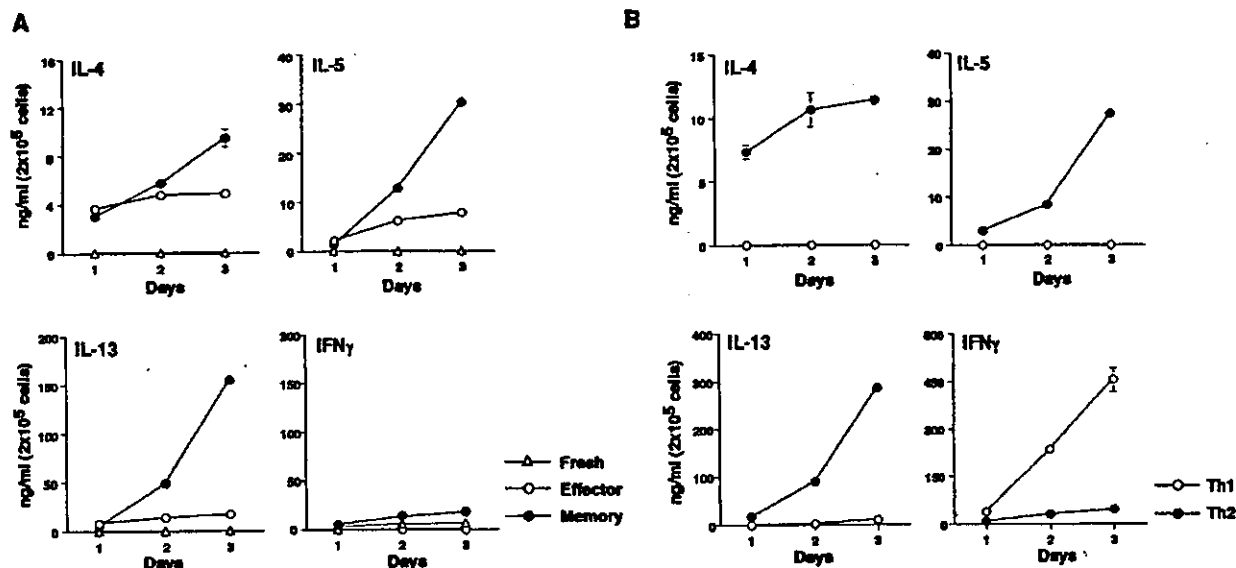 A
IL-4
ng/ml (2x10⁵ cells)
16
12
8
4
0
1 2 3
Days
IL-5
40
30
20
10
0
1 2 3
Days
IL-13
ng/ml (2x10⁵ cells)
200
150
100
50
0
1 2 3
Days
IFNγ
200
150
100
50
0
1 2 3
Days
Fresh
Effector
Memory
B
IL-4
ng/ml (2x10⁵ cells)
15
10
5
0
1 2 3
Days
IL-5
40
30
20
10
0
1 2 3
Days
IL-13
ng/ml (2x10⁵ cells)
400
300
200
100
0
1 2 3
Days
IFNγ
600
450
300
150
0
1 2 3
Days
Th1
Th2